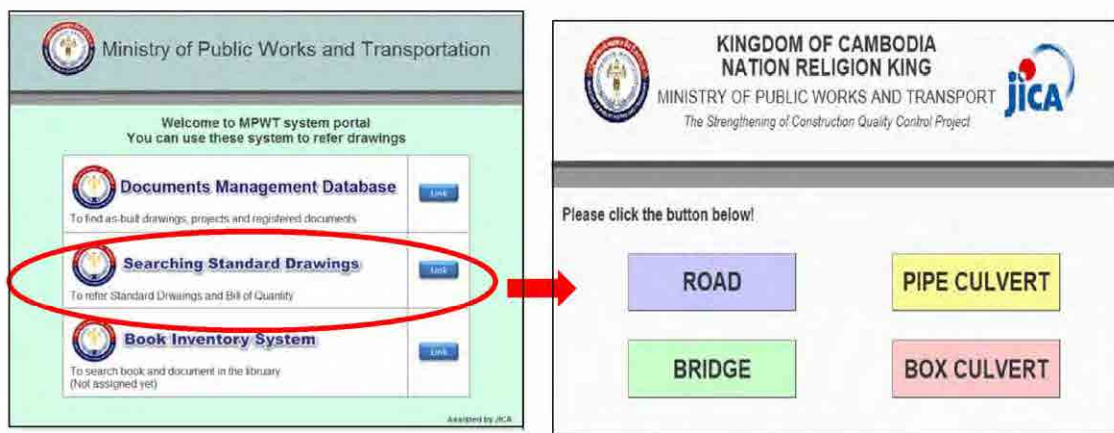 Ministry of Public Works and Transportation
Welcome to MPWT system portal
You can use these system to refer drawings
Documents Management Database
Link
To find as-built drawings, projects and registered documents
Searching Standard Drawings
Link
To refer Standard Drwaings and Bill of Quantity
Book Inventory System
Link
To search book and document in the libruary
(Not assigned yet)
Assisted by JICA
KINGDOM OF CAMBODIA
NATION RELIGION KING
MINISTRY OF PUBLIC WORKS AND TRANSPORT
The Strengthening of Construction Quality Control Project
jICA
Please click the button below!
ROAD
PIPE CULVERT
BRIDGE
BOX CULVERT